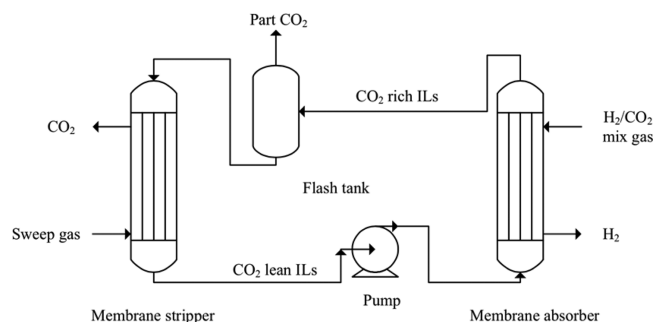 Part CO₂
CO₂ rich ILs
CO₂
H₂/CO₂
mix gas
Flash tank
Sweep gas
H₂
CO₂ lean ILs
Pump
Membrane stripper
Membrane absorber